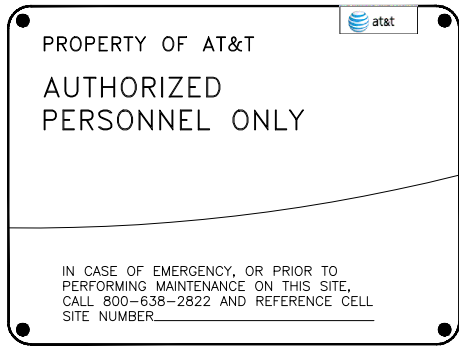 at&t
PROPERTY OF AT&T
AUTHORIZED
PERSONNEL ONLY
IN CASE OF EMERGENCY, OR PRIOR TO
PERFORMING MAINTENANCE ON THIS SITE,
CALL 800-638-2822 AND REFERENCE CELL
SITE NUMBER